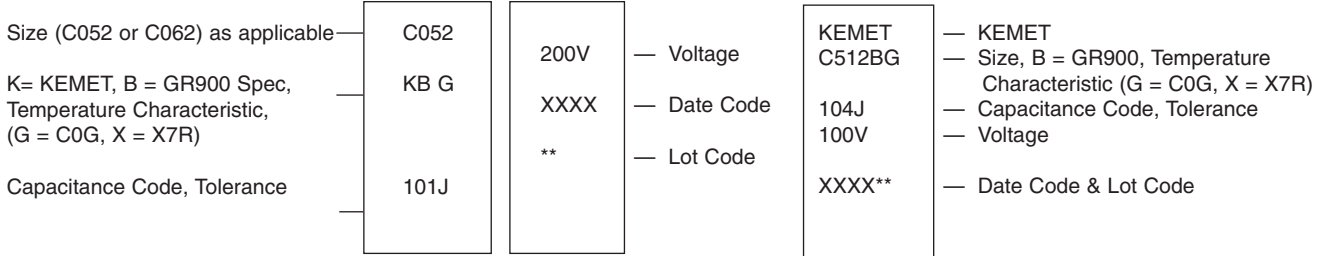 Size (C052 or C062) as applicable
K= KEMET, B = GR900 Spec,
Temperature Characteristic,
(G = C0G, X = X7R)
Capacitance Code, Tolerance
C052
KB G
101J
200V — Voltage
XXXX — Date Code
** — Lot Code
KEMET — KEMET
C512BG — Size, B = GR900, Temperature
Characteristic (G = C0G, X = X7R)
104J — Capacitance Code, Tolerance
100V — Voltage
XXXX** — Date Code & Lot Code